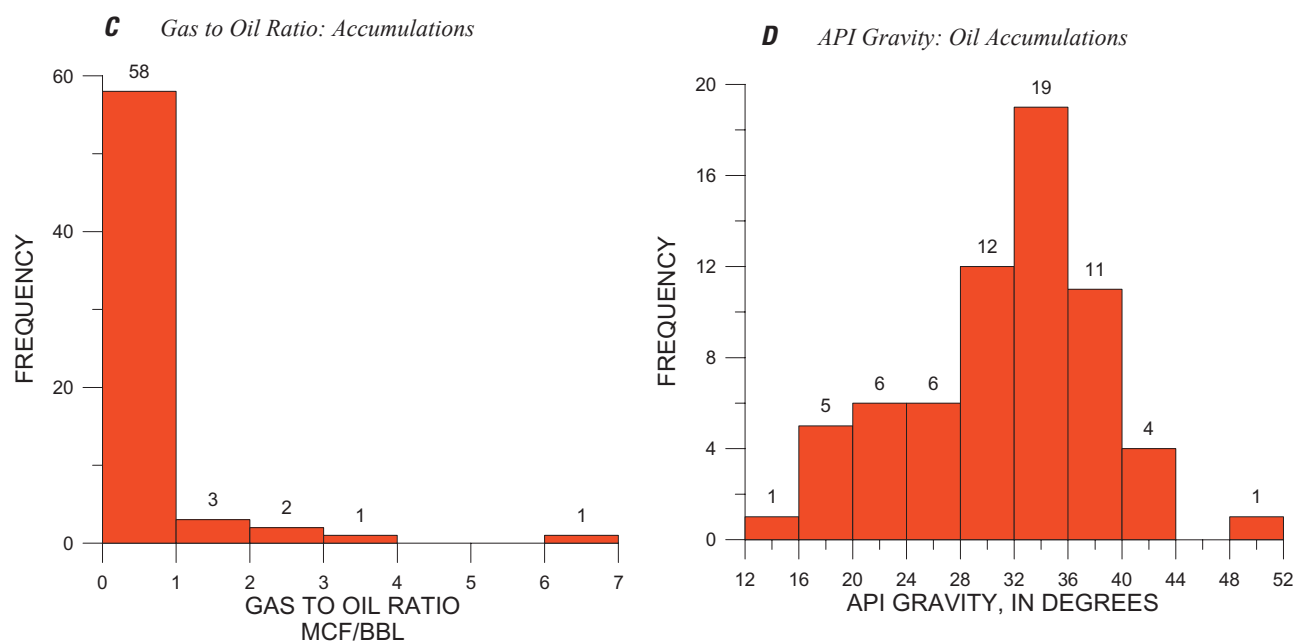 C Gas to Oil Ratio: Accumulations
58
60
40
20
0
FREQUENCY
3
2
1
1
0 1 2 3 4 5 6 7
GAS TO OIL RATIO
MCF/BBL
D API Gravity: Oil Accumulations
20
16
12
8
4
0
FREQUENCY
1
5
6
6
12
19
11
4
1
12 16 20 24 28 32 36 40 44 48 52
API GRAVITY, IN DEGREES